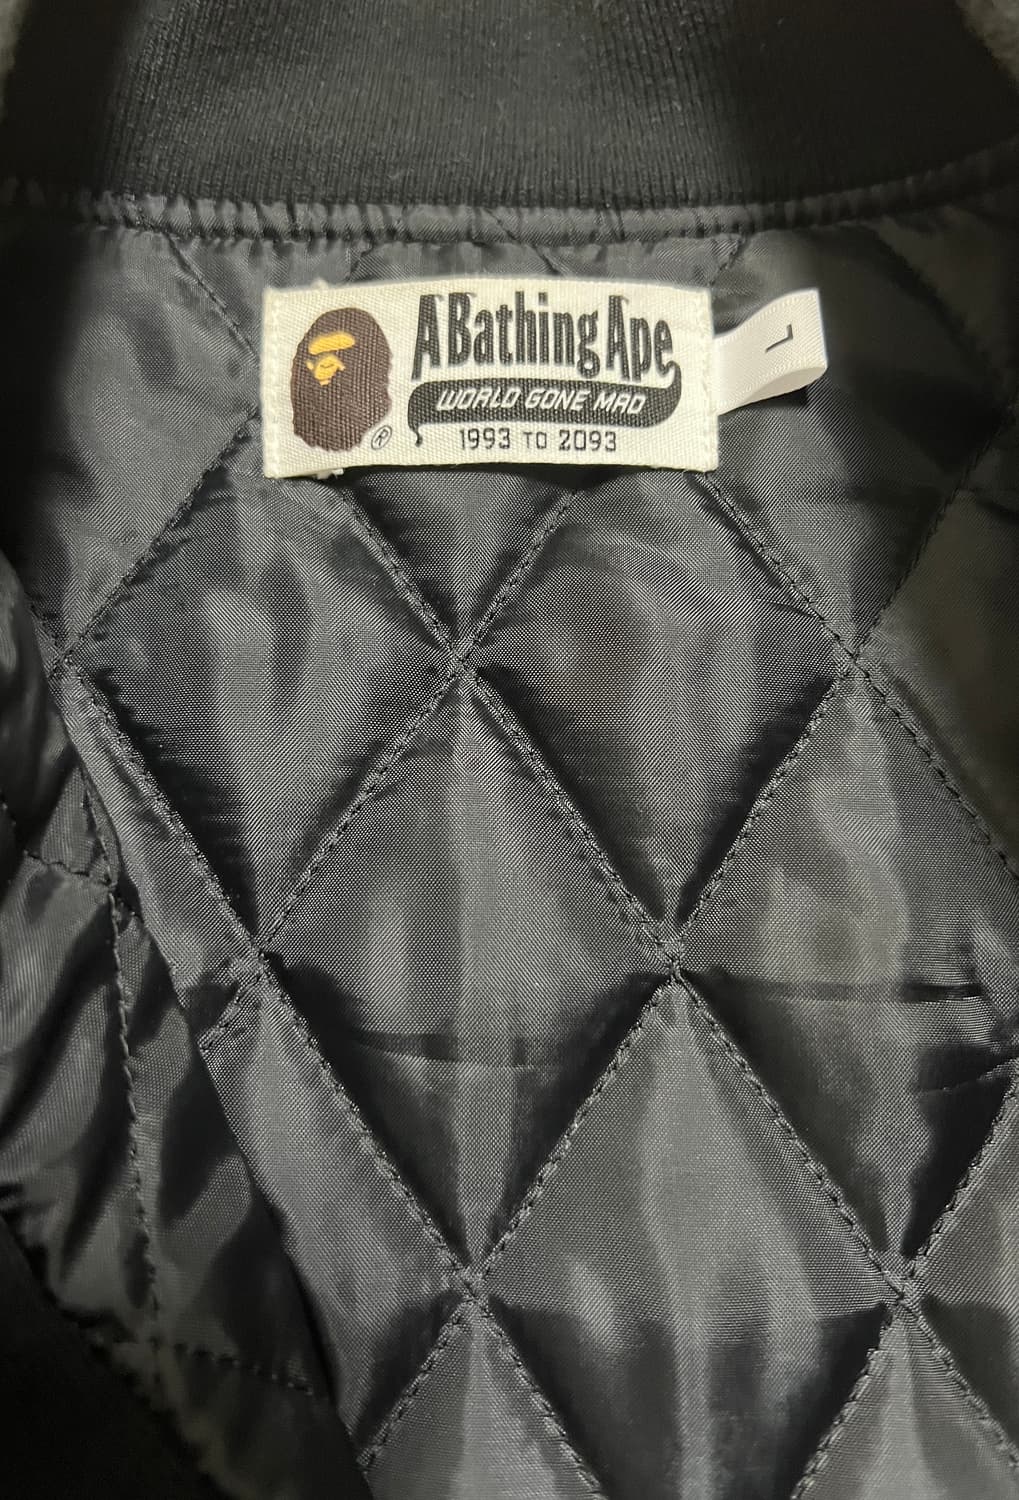 A Bathing Ape
WORLD GONE MAD
1993 TO 2093
®
L